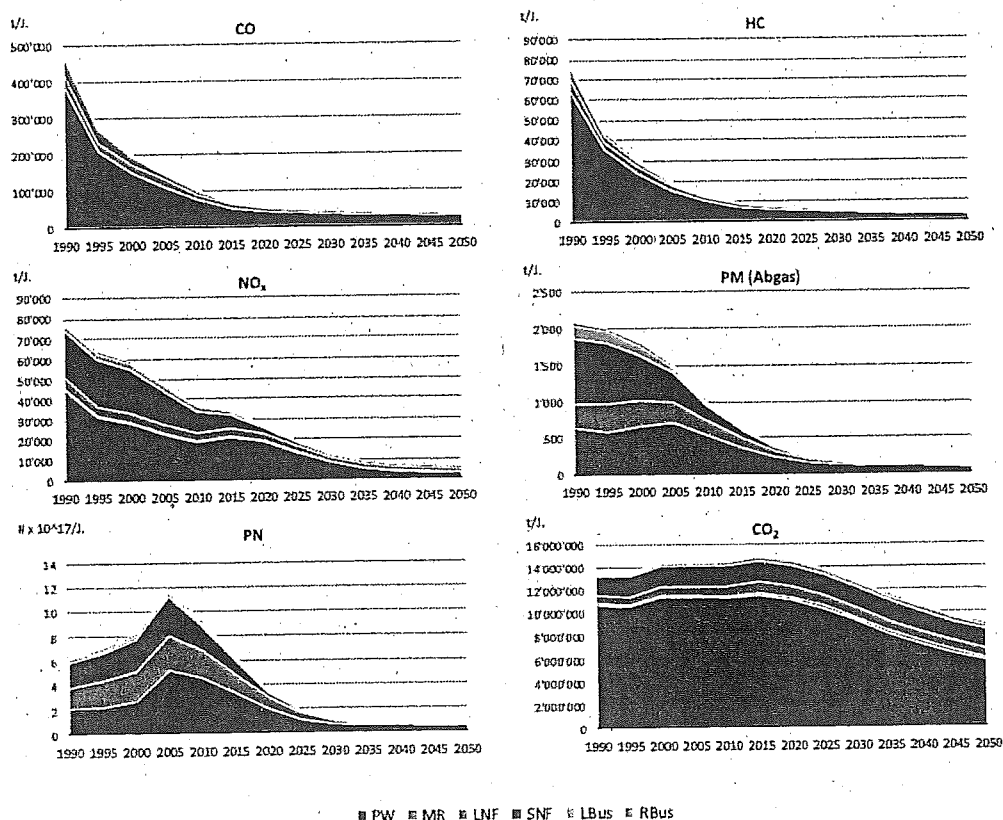 t/J.
CO
500'000
400'000
300'000
200'000
100'000
0
1990 1995 2000 2005 2010 2015 2020 2025 2030 2035 2040 2045 2050
t/J.
HC
90'000
80'000
70'000
60'000
50'000
40'000
30'000
20'000
10'000
0
1990 1995 2000 2005 2010 2015 2020 2025 2030 2035 2040 2045 2050
t/J.
NOₓ
90'000
80'000
70'000
60'000
50'000
40'000
30'000
20'000
10'000
0
1990 1995 2000 2005 2010 2015 2020 2025 2030 2035 2040 2045 2050
t/J.
PM (Abgas)
2'500
2'000
1'500
1'000
500
0
1990 1995 2000 2005 2010 2015 2020 2025 2030 2035 2040 2045 2050
# x 10^17/J.
PN
14
12
10
8
6
4
2
0
1990 1995 2000 2005 2010 2015 2020 2025 2030 2035 2040 2045 2050
t/J.
CO₂
16'000'000
14'000'000
12'000'000
10'000'000
8'000'000
6'000'000
4'000'000
2'000'000
0
1990 1995 2000 2005 2010 2015 2020 2025 2030 2035 2040 2045 2050
PW MR LNF SNF LBus RBus